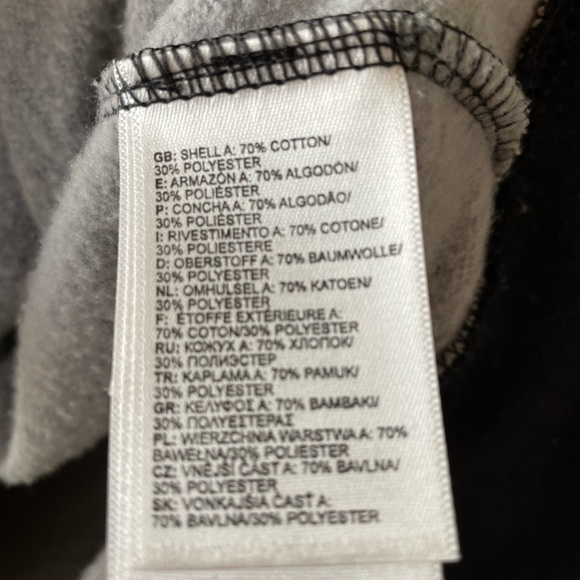 GB: SHELL A: 70% COTTON/
30% POLYESTER
E: ARMAZÓN A: 70% ALGODÓN/
30% POLIÉSTER
P: CONCHA A: 70% ALGODÃO/
30% POLIÉSTER
I: RIVESTIMENTO A: 70% COTONE/
30% POLIESTERE
D: OBERSTOFF A: 70% BAUMWOLLE/
30% POLYESTER
NL: OMHULSEL A: 70% KATOEN/
30% POLYESTER
F: ÉTOFFE EXTÉRIEURE A:
70% COTON/30% POLYESTER
RU: КОЖУХ A: 70% ХЛОПОК/
30% ПОЛИЭСТЕР
TR: KAPLAMA A: 70% PAMUK/
30% POLYESTER
GR: ΚΕΛΥΦΟΣ A: 70% ΒΑΜΒΑΚΙ/
30% ΠΟΛΥΕΣΤΕΡΑΣ
PL: WIERZCHNIA WARSTWA A: 70%
BAWEŁNA/30% POLIESTER
CZ: VNĚJŠÍ ČÁST A: 70% BAVLNA/
30% POLYESTER
SK: VONKAJŠIA ČASŤ A:
70% BAVLNA/30% POLYESTER